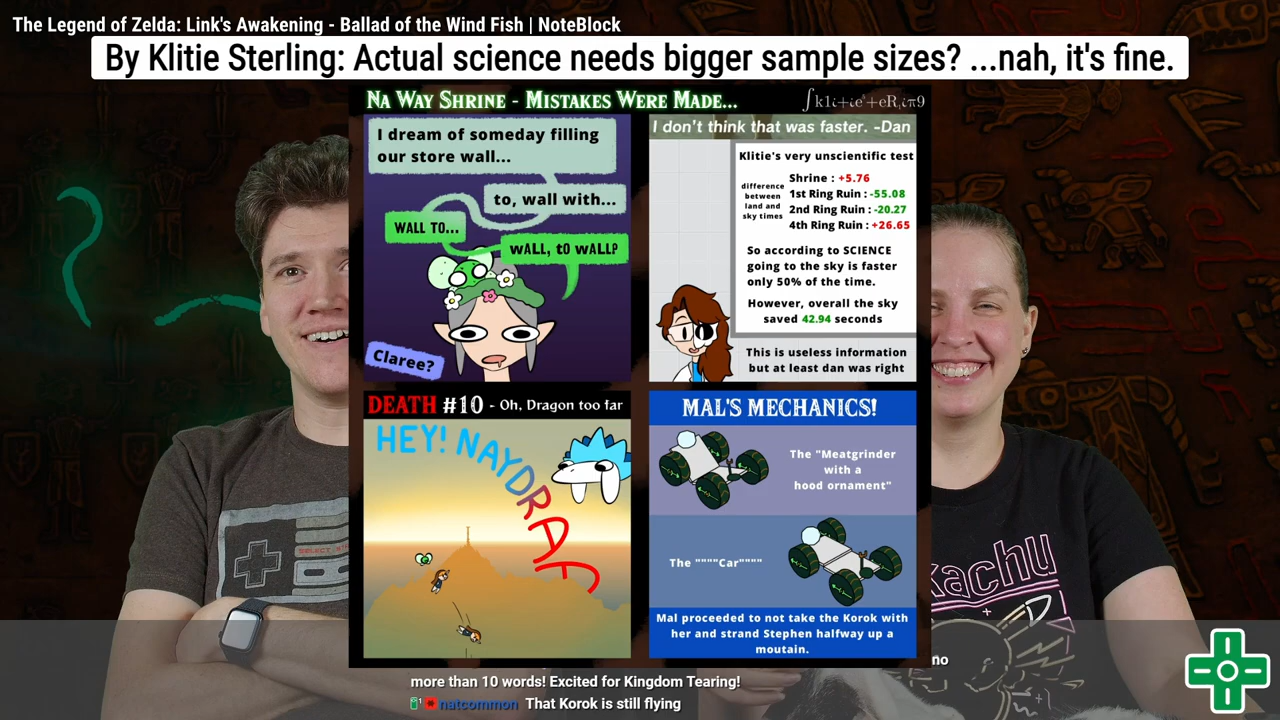 The Legend of Zelda: Link's Awakening - Ballad of the Wind Fish | NoteBlock
By Klitie Sterling: Actual science needs bigger sample sizes? ...nah, it's fine.
NA WAY SHRINE - MISTAKES WERE MADE...
I dream of someday filling
our store wall...
to, wall with...
WALL TO...
wALL, tO wALL?
Claree?
I don't think that was faster. -Dan
Klitie's very unscientific test
difference
between
land and
sky times
Shrine : +5.76
1st Ring Ruin : -55.08
2nd Ring Ruin : -20.27
4th Ring Ruin : +26.65
So according to SCIENCE
going to the sky is faster
only 50% of the time.
However, overall the sky
saved 42.94 seconds
This is useless information
but at least dan was right
DEATH #10 - Oh, Dragon too far
HEY! NAYDRAG
MAL'S MECHANICS!
The "Meatgrinder
with a
hood ornament"
The """"Car""""
Mal proceeded to not take the Korok with
her and strand Stephen halfway up a
moutain.
SELECT
kachu
more than 10 words! Excited for Kingdom Tearing!
natcommon That Korok is still flying